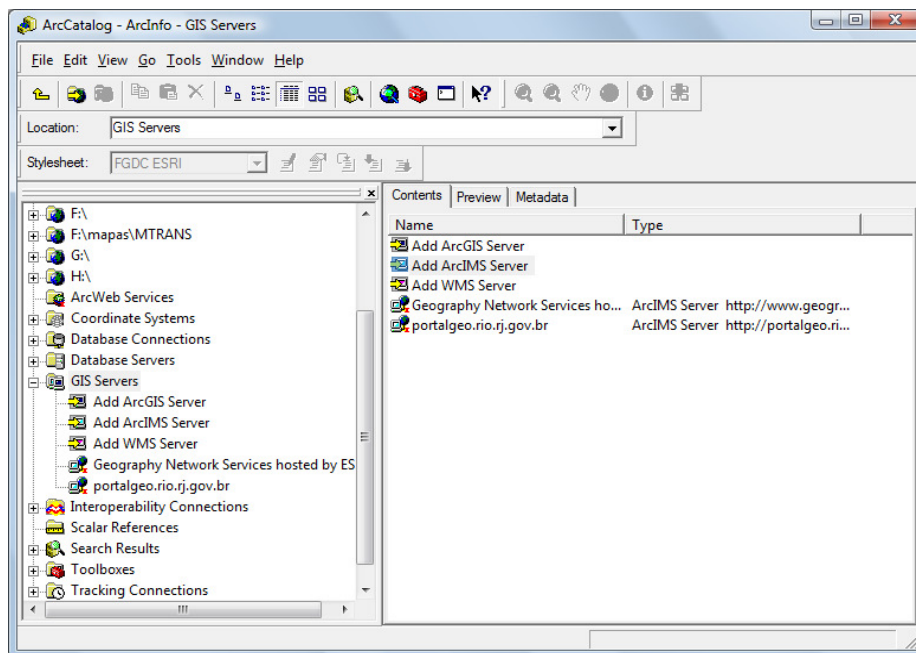 ArcCatalog - ArcInfo - GIS Servers
File Edit View Go Tools Window Help
Location: GIS Servers
Stylesheet: FGDC ESRI
F:\
F:\mapas\MTRANS
G:\
H:\
ArcWeb Services
Coordinate Systems
Database Connections
Database Servers
GIS Servers
Add ArcGIS Server
Add ArcIMS Server
Add WMS Server
Geography Network Services hosted by ES
portalgeo.rio.rj.gov.br
Interoperability Connections
Scalar References
Search Results
Toolboxes
Tracking Connections
Contents Preview Metadata
Name Type
Add ArcGIS Server
Add ArcIMS Server
Add WMS Server
Geography Network Services ho... ArcIMS Server http://www.geogr...
portalgeo.rio.rj.gov.br ArcIMS Server http://portalgeo.ri...